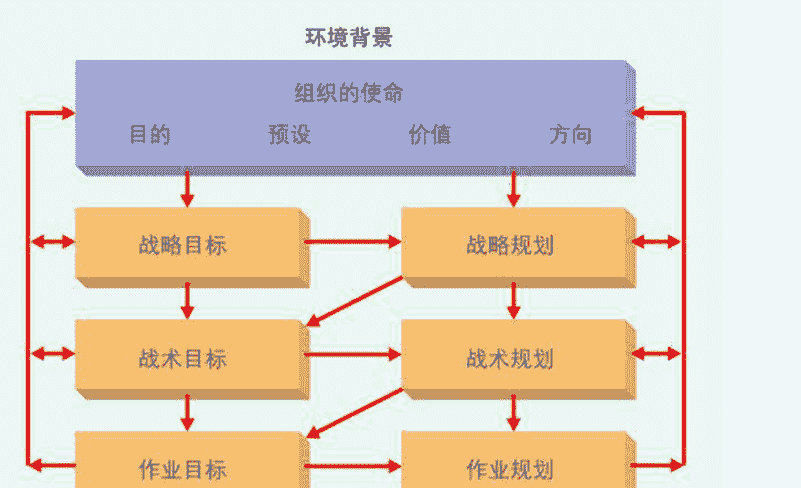 环境背景
组织的使命
目的 预设 价值 方向
战略目标 战略规划
战术目标 战术规划
作业目标 作业规划